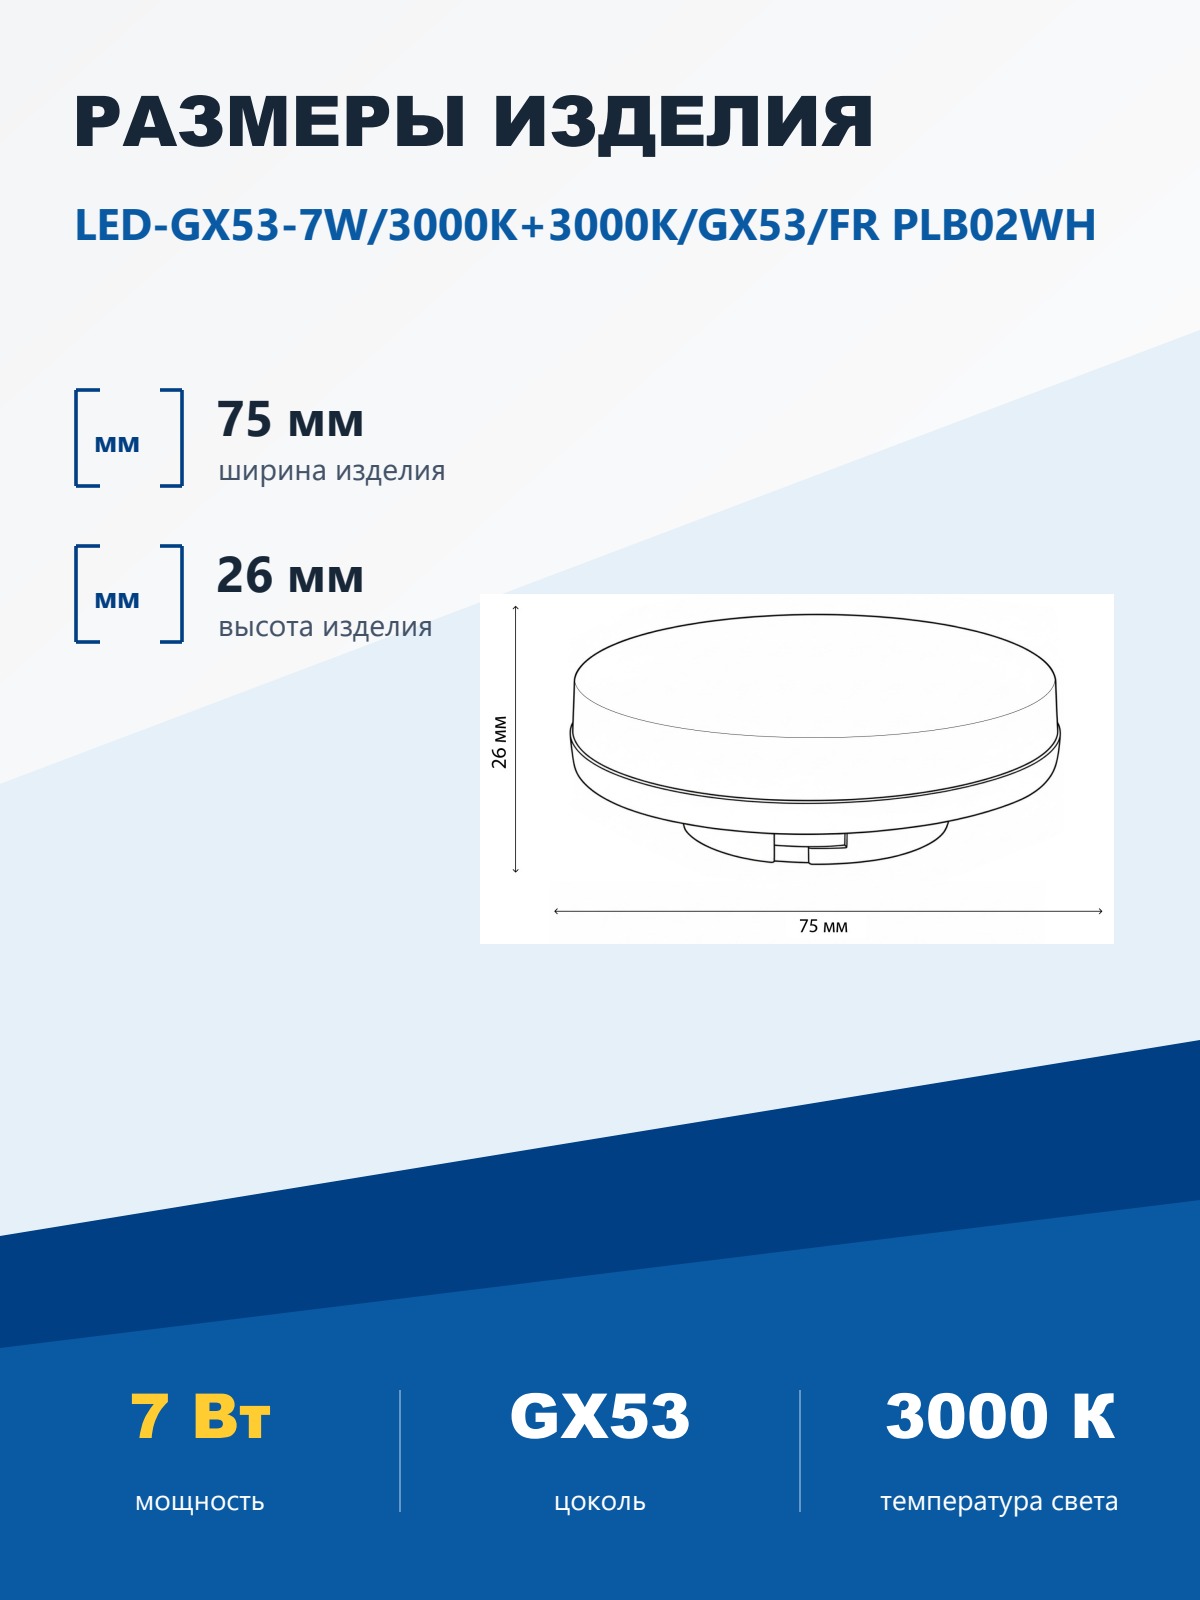 РАЗМЕРЫ ИЗДЕЛИЯ
LED-GX53-7W/3000K+3000K/GX53/FR PLB02WH
мм
75 мм
ширина изделия
мм
26 мм
высота изделия
26 мм
75 мм
7 Вт
мощность
GX53
цоколь
3000 К
температура света